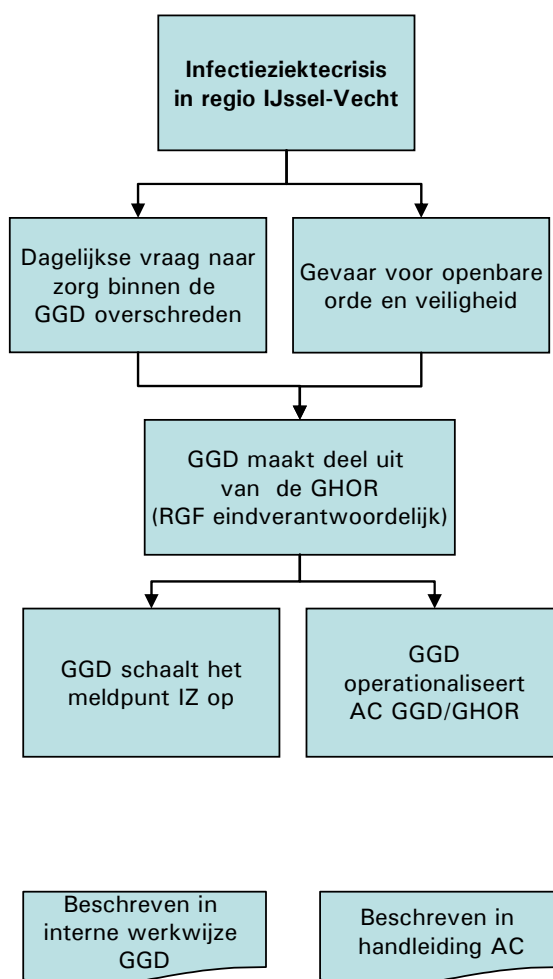 Infectieziektecrisis
in regio IJssel-Vecht
Dagelijkse vraag naar
zorg binnen de
GGD overschreden
Gevaar voor openbare
orde en veiligheid
GGD maakt deel uit
van de GHOR
(RGF eindverantwoordelijk)
GGD schaalt het
meldpunt IZ op
GGD
operationaliseert
AC GGD/GHOR
Beschreven in
interne werkwijze
GGD
Beschreven in
handleiding AC